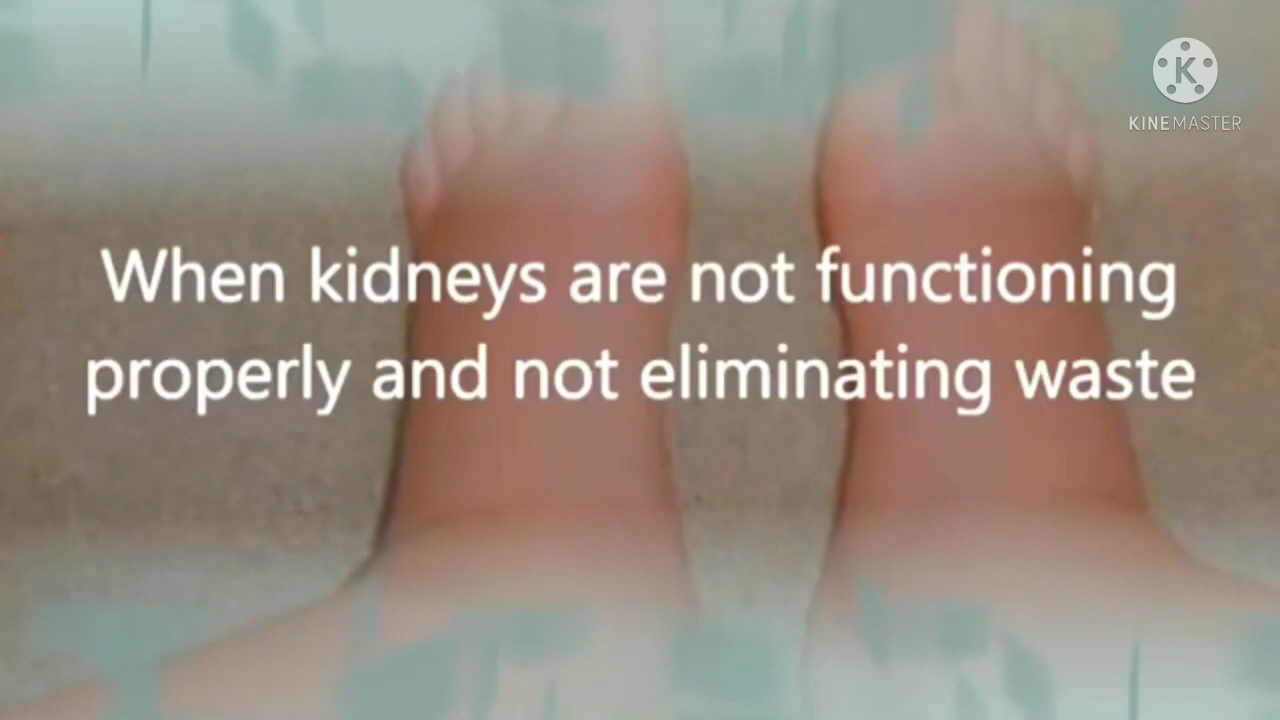 K
KINEMASTER
When kidneys are not functioning
properly and not eliminating waste